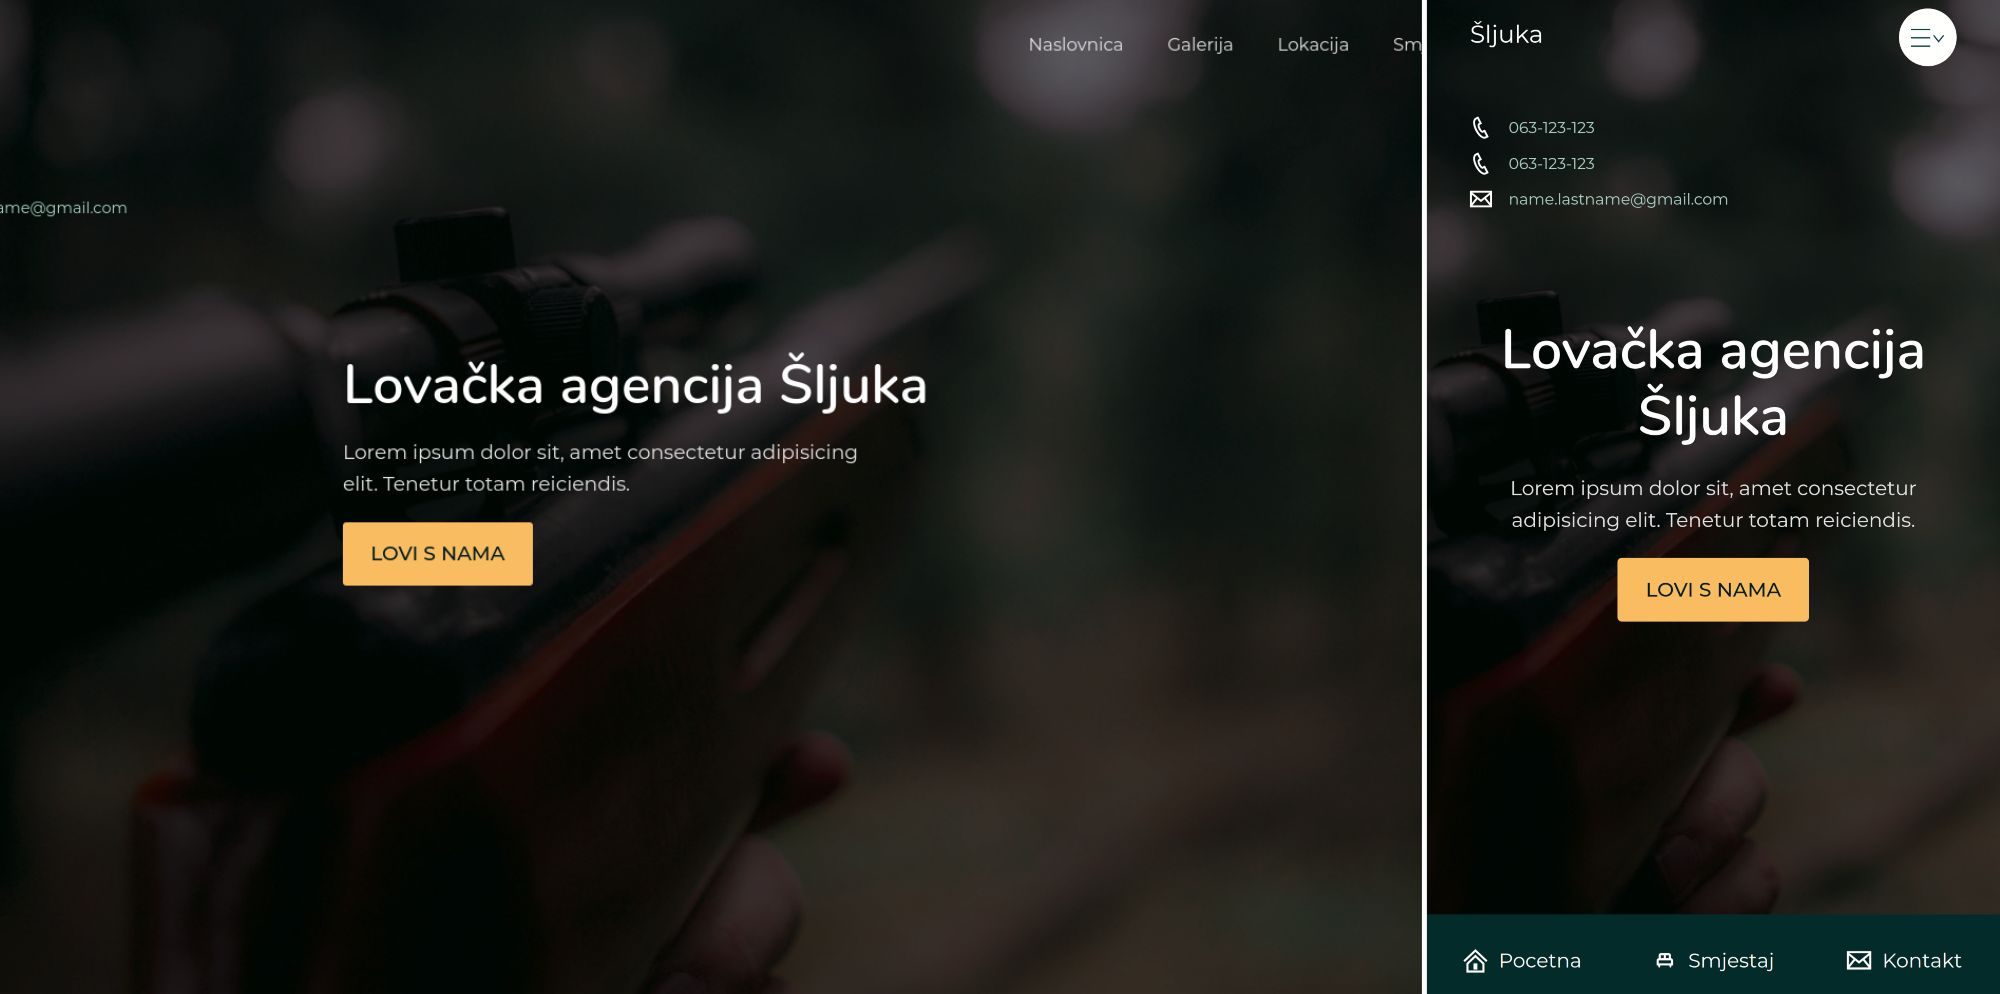 Naslovnica Galerija Lokacija Sm
ame@gmail.com
Lovačka agencija Šljuka
Lorem ipsum dolor sit, amet consectetur adipisicing
elit. Tenetur totam reiciendis.
LOVI S NAMA
Šljuka
063-123-123
063-123-123
name.lastname@gmail.com
Lovačka agencija
Šljuka
Lorem ipsum dolor sit, amet consectetur
adipisicing elit. Tenetur totam reiciendis.
LOVI S NAMA
Pocetna Smjestaj Kontakt